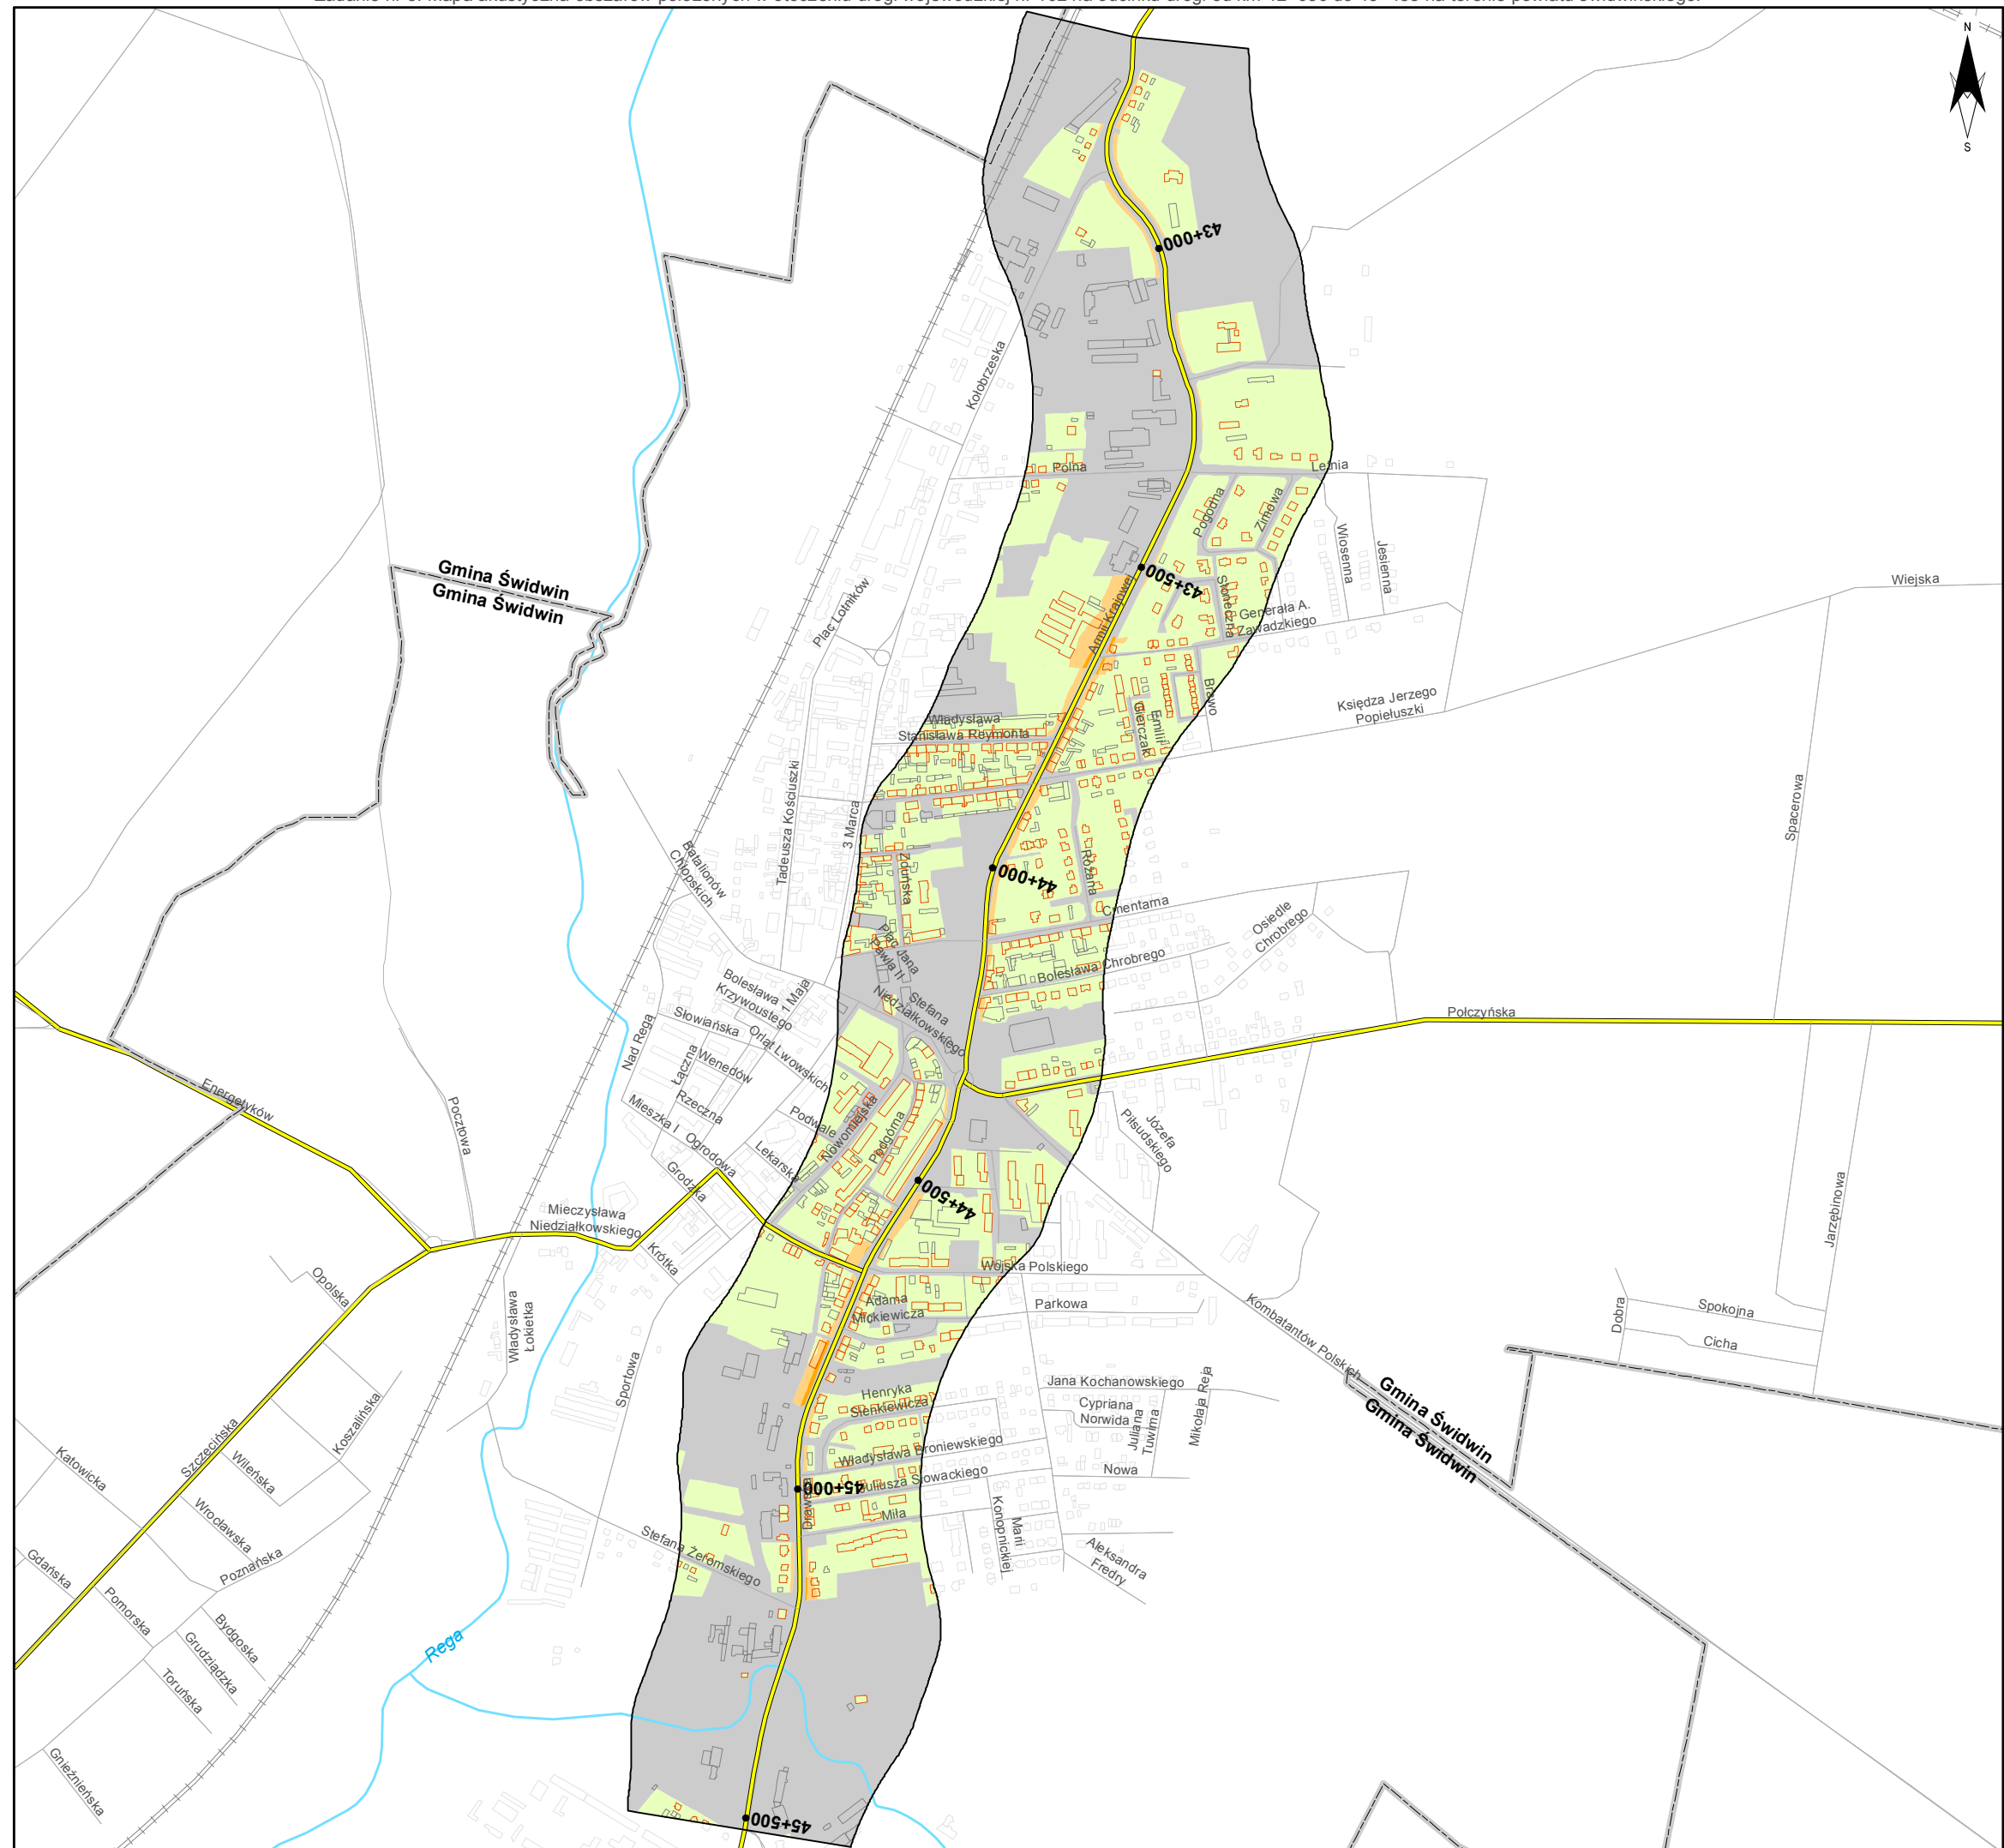 N
S
43+000
Kołobrzeska
Polna
Letnia
Pogodna
Zimowa
Wiosenna
Jesienna
43+500
Armii Krajowej
Słoneczna
Generała A.
Zawadzkiego
Wiejska
Gmina Świdwin
Gmina Świdwin
Plac Lotników
Brawo
Księdza Jerzego
Popiełuszki
Emilii
Gierczak
Władysława
Stanisława Reymonta
Tadeusza Kościuszki
3 Marca
Spacerowa
Batalionów
Chłopskich
Zduńska
44+000
Różana
Cmentarna
Osiedle
Chrobrego
Plac Jana
Pawła II
Bolesława Chrobrego
Bolesława
Krzywoustego
1 Maja
Stefana
Niedziałkowskiego
Połczyńska
Słowiańska
Orląt Lwowskich
Nad Regą
Łączna
Wenedów
Rzeczna
Energetyków
Pocztowa
Mieszka I
Ogrodowa
Podwale
Nowomiejska
Podgórna
Józefa
Piłsudskiego
Lekarska
Grodzka
44+500
Mieczysława
Niedziałkowskiego
Krótka
Jarzębinowa
Wojska Polskiego
Opolska
Władysława
Łokietka
Adama
Mickiewicza
Parkowa
Kombatantów Polskich
Dobra
Spokojna
Cicha
Sportowa
Henryka
Sienkiewicza
Jana Kochanowskiego
Cypriana
Norwida
Juliana
Tuwima
Mikołaja Reja
Gmina Świdwin
Gmina Świdwin
Koszalińska
Szczecińska
Katowicka
Wileńska
Wrocławska
Władysława Broniewskiego
Nowa
45+000
Juliusza Słowackiego
Miła
Marii
Konopnickiej
Stefana Żeromskiego
Aleksandra
Fredry
Gdańska
Poznańska
Pomorska
Bydgoska
Grudziądzka
Toruńska
Rega
Gnieźnieńska
45+500